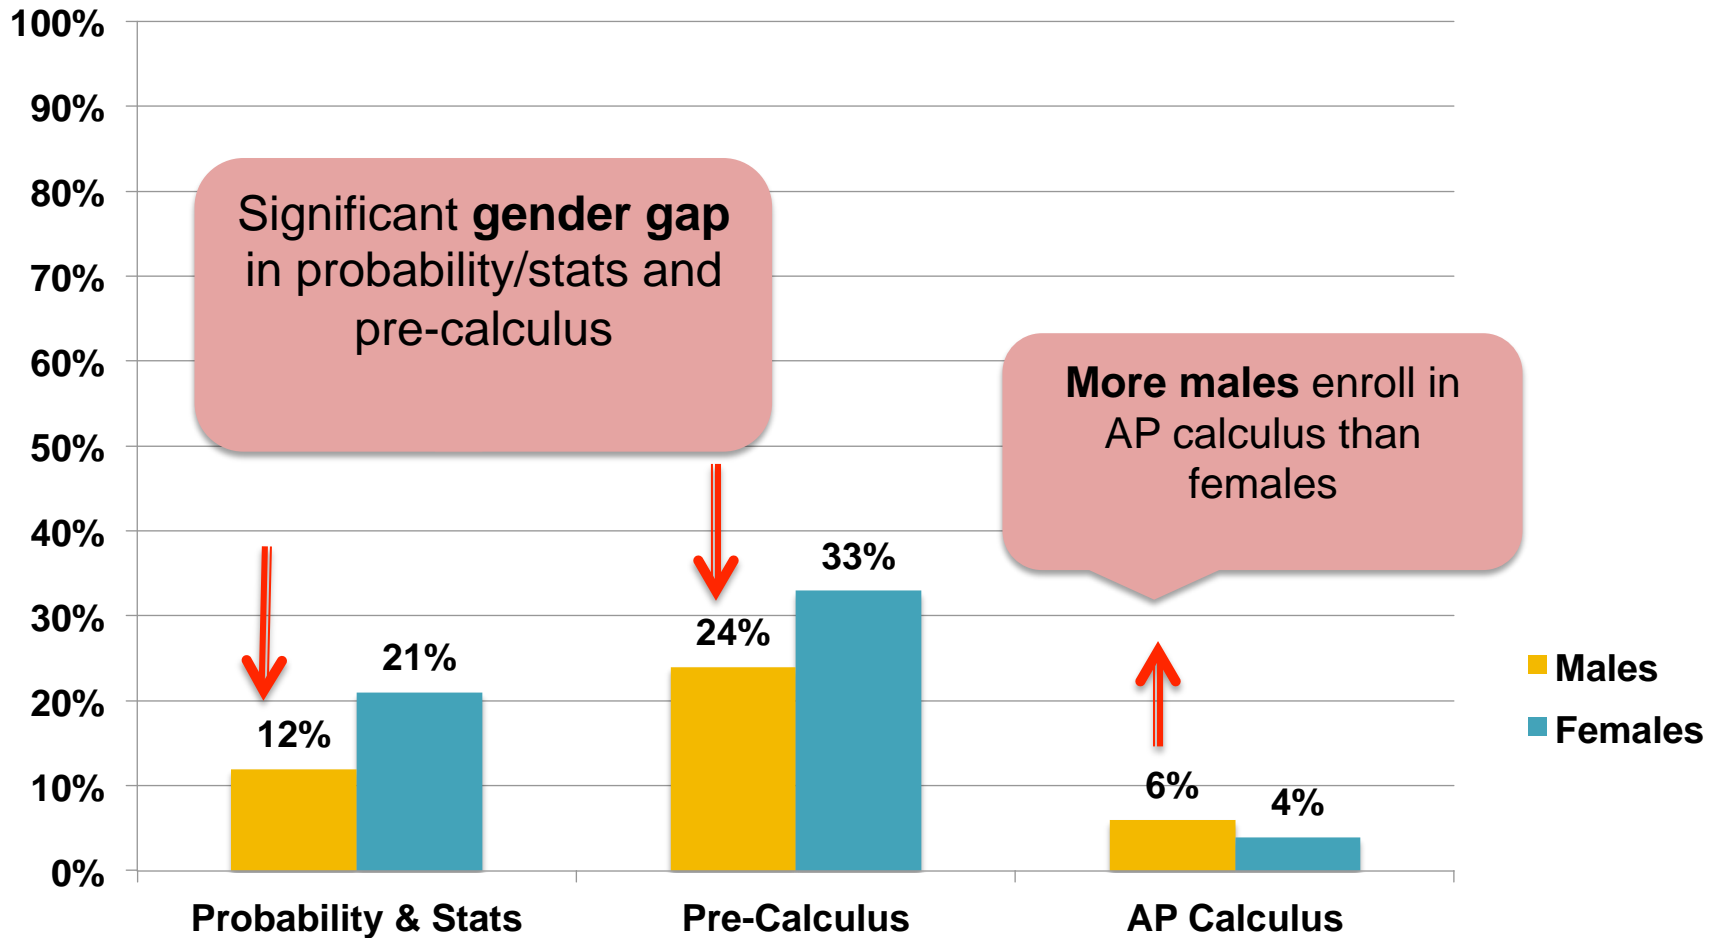 100%
90%
80%
70%
60%
50%
40%
30%
20%
10%
0%
Significant gender gap
in probability/stats and
pre-calculus
More males enroll in
AP calculus than
females
12%
21%
24%
33%
6%
4%
Probability & Stats
Pre-Calculus
AP Calculus
Males
Females